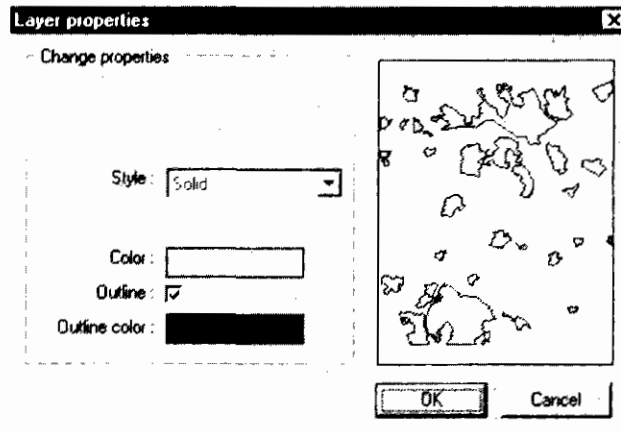 Layer properties
Change properties
Style :
Solid
Color :
Outline :
Outline color :
OK
Cancel